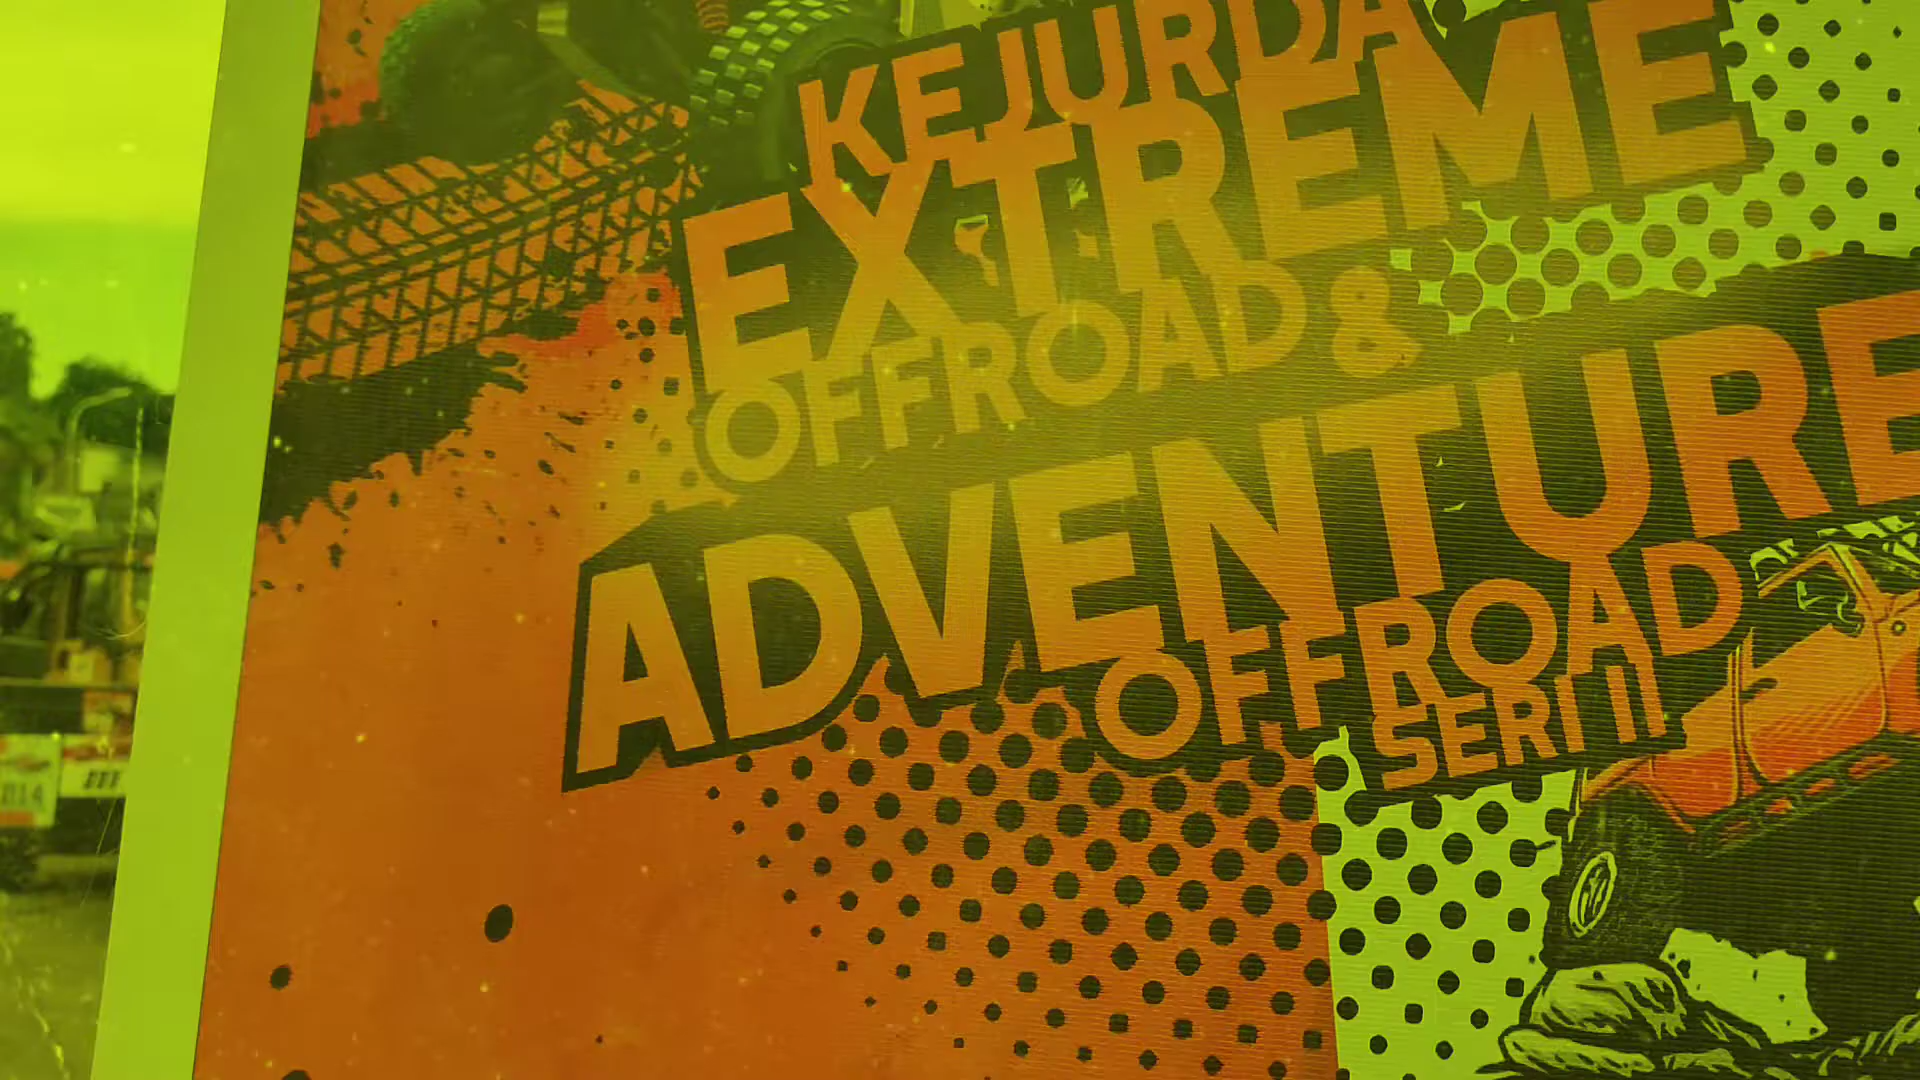 KEJURDA
EXTREME
OFFROAD &
ADVENTURE
OFFROAD
SERI II